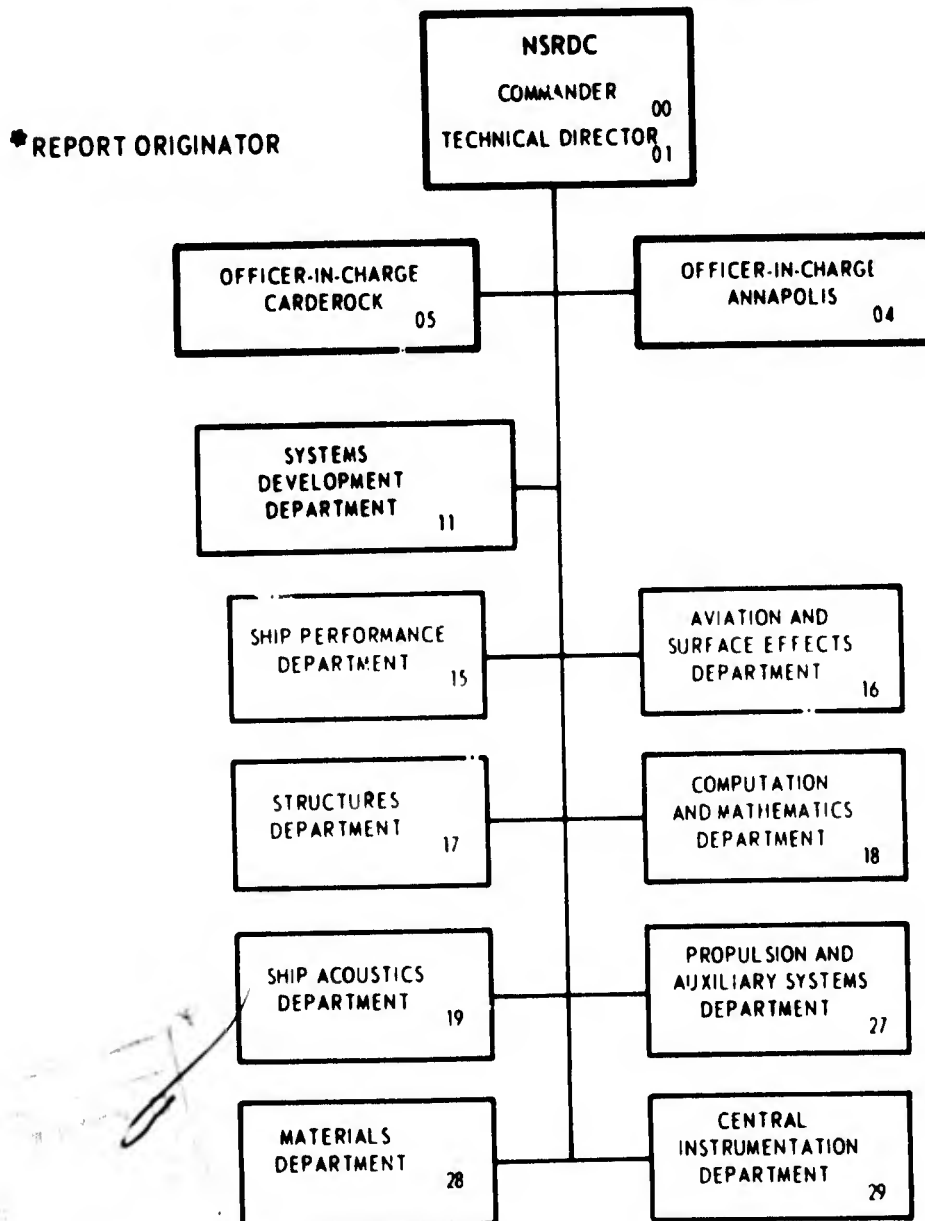 NSRDC
COMMANDER
00
TECHNICAL DIRECTOR
01
*REPORT ORIGINATOR
OFFICER-IN-CHARGE
CARDEROCK
05
OFFICER-IN-CHARGE
ANNAPOLIS
04
SYSTEMS
DEVELOPMENT
DEPARTMENT
11
SHIP PERFORMANCE
DEPARTMENT
15
AVIATION AND
SURFACE EFFECTS
DEPARTMENT
16
STRUCTURES
DEPARTMENT
17
COMPUTATION
AND MATHEMATICS
DEPARTMENT
18
SHIP ACOUSTICS
DEPARTMENT
19
PROPULSION AND
AUXILIARY SYSTEMS
DEPARTMENT
27
MATERIALS
DEPARTMENT
28
CENTRAL
INSTRUMENTATION
DEPARTMENT
29